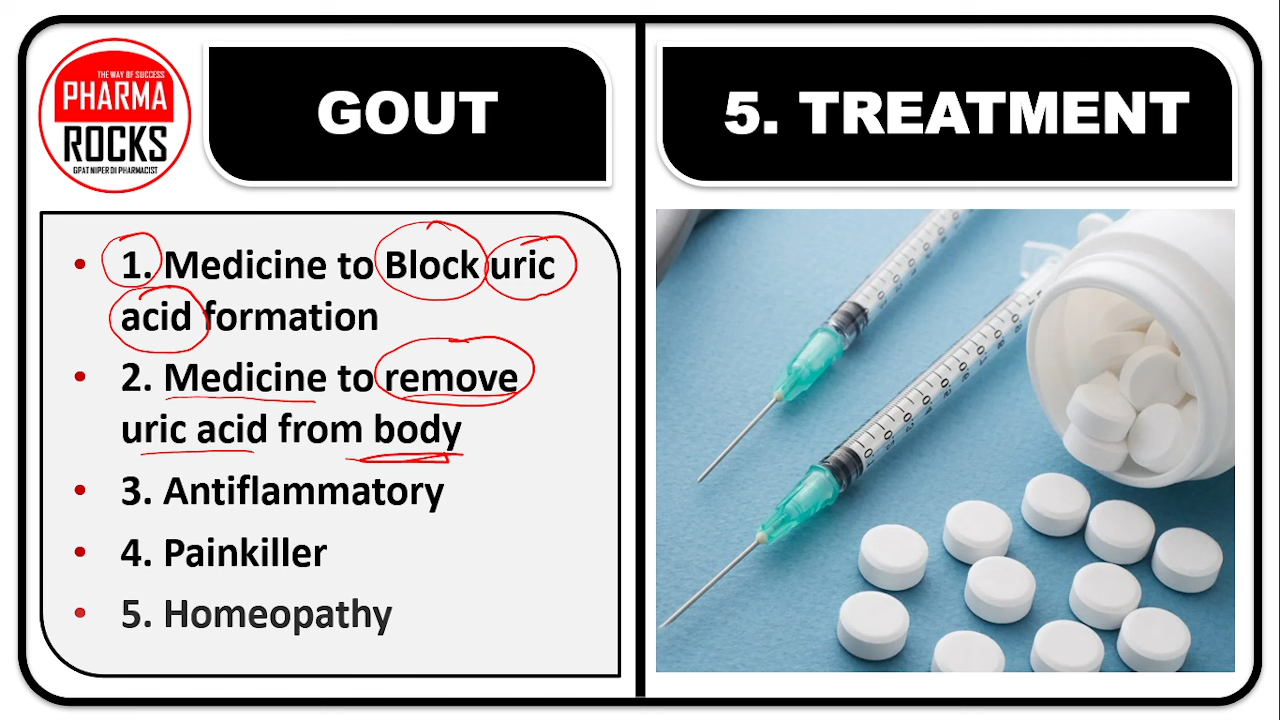 THE WAY OF SUCCESS
PHARMA
ROCKS
GPAT NIPER DI PHARMACIST
GOUT
• 1. Medicine to Block uric
acid formation
• 2. Medicine to remove
uric acid from body
• 3. Antiflammatory
• 4. Painkiller
• 5. Homeopathy
5. TREATMENT